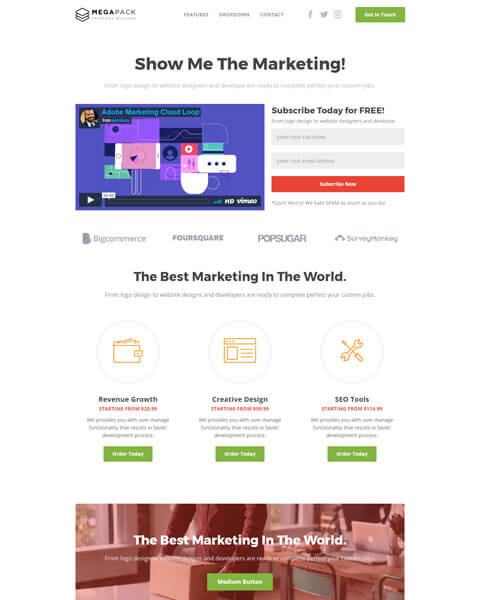 MEGAPACK
FEATURES DROPDOWN CONTACT
Get in Touch
Show Me The Marketing!
From logo design to website designers and develope are ready to complete perfect your custom jobs.
Adobe Marketing Cloud Loop
from
HD vimeo
Subscribe Today for FREE!
From logo design to website designers and develope
Enter Your Full Name
Enter Your Email Address
Subscribe Now
*Don't Worry! We hate SPAM as much as you do!
Bigcommerce
FOURSQUARE
POPSUGAR
SurveyMonkey
The Best Marketing In The World.
From logo design to website designs and developers are ready to complete perfect your custom jobs.
Revenue Growth
STARTING FROM $29.99
We provides you with user manage
functionality that results in faster
development process.
Order Today
Creative Design
STARTING FROM $59.99
We provides you with user manage
functionality that results in faster
development process.
Order Today
SEO Tools
STARTING FROM $114.99
We provides you with user manage
functionality that results in faster
development process.
Order Today
The Best Marketing In The World.
From logo design to website designs and developers are ready to complete perfect your custom jobs.
Medium Button